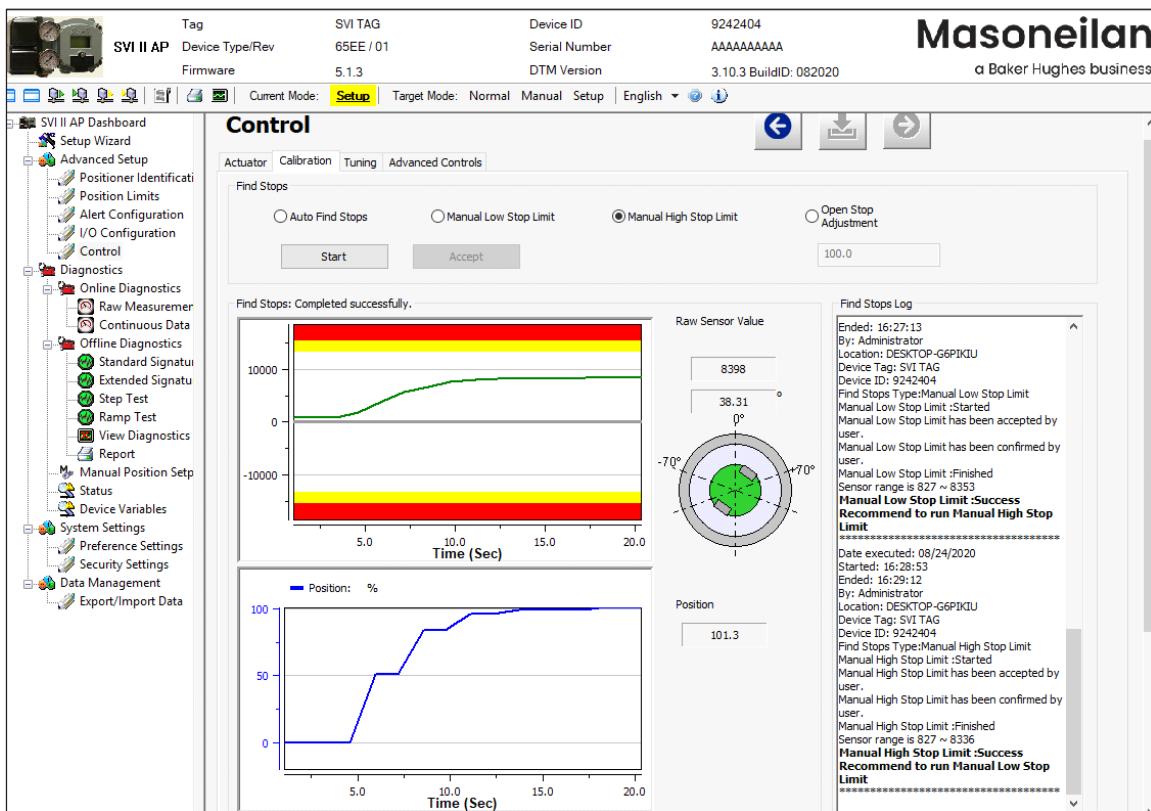 Tag SVI TAG Device ID 9242404
SVI II AP Device Type/Rev 65EE / 01 Serial Number AAAAAAAAAA
Firmware 5.1.3 DTM Version 3.10.3 BuildID: 082020
Masoneilan
a Baker Hughes business
Current Mode: Setup Target Mode: Normal Manual Setup English
SVI II AP Dashboard
Setup Wizard
Advanced Setup
Positioner Identificati
Position Limits
Alert Configuration
I/O Configuration
Control
Diagnostics
Online Diagnostics
Raw Measuremer
Continuous Data
Offline Diagnostics
Standard Signatur
Extended Signatu
Step Test
Ramp Test
View Diagnostics
Report
Manual Position Setp
Status
Device Variables
System Settings
Preference Settings
Security Settings
Data Management
Export/Import Data
Control
Actuator Calibration Tuning Advanced Controls
Find Stops
Auto Find Stops Manual Low Stop Limit Manual High Stop Limit Open Stop
Adjustment
Start Accept 100.0
Find Stops: Completed successfully.
10000
0
-10000
5.0 10.0 15.0 20.0
Time (Sec)
Raw Sensor Value
8398
38.31 °
0°
-70° +70°
Position: %
100
50
0
5.0 10.0 15.0 20.0
Time (Sec)
Position
101.3
Find Stops Log
Ended: 16:27:13
By: Administrator
Location: DESKTOP-G6PIKIU
Device Tag: SVI TAG
Device ID: 9242404
Find Stops Type:Manual Low Stop Limit
Manual Low Stop Limit :Started
Manual Low Stop Limit has been accepted by
user.
Manual Low Stop Limit has been confirmed by
user.
Manual Low Stop Limit :Finished
Sensor range is 827 ~ 8353
Manual Low Stop Limit :Success
Recommend to run Manual High Stop
Limit
************************************
Date executed: 08/24/2020
Started: 16:28:53
Ended: 16:29:12
By: Administrator
Location: DESKTOP-G6PIKIU
Device Tag: SVI TAG
Device ID: 9242404
Find Stops Type:Manual High Stop Limit
Manual High Stop Limit :Started
Manual High Stop Limit has been accepted by
user.
Manual High Stop Limit has been confirmed by
user.
Manual High Stop Limit :Finished
Sensor range is 827 ~ 8336
Manual High Stop Limit :Success
Recommend to run Manual Low Stop
Limit
************************************